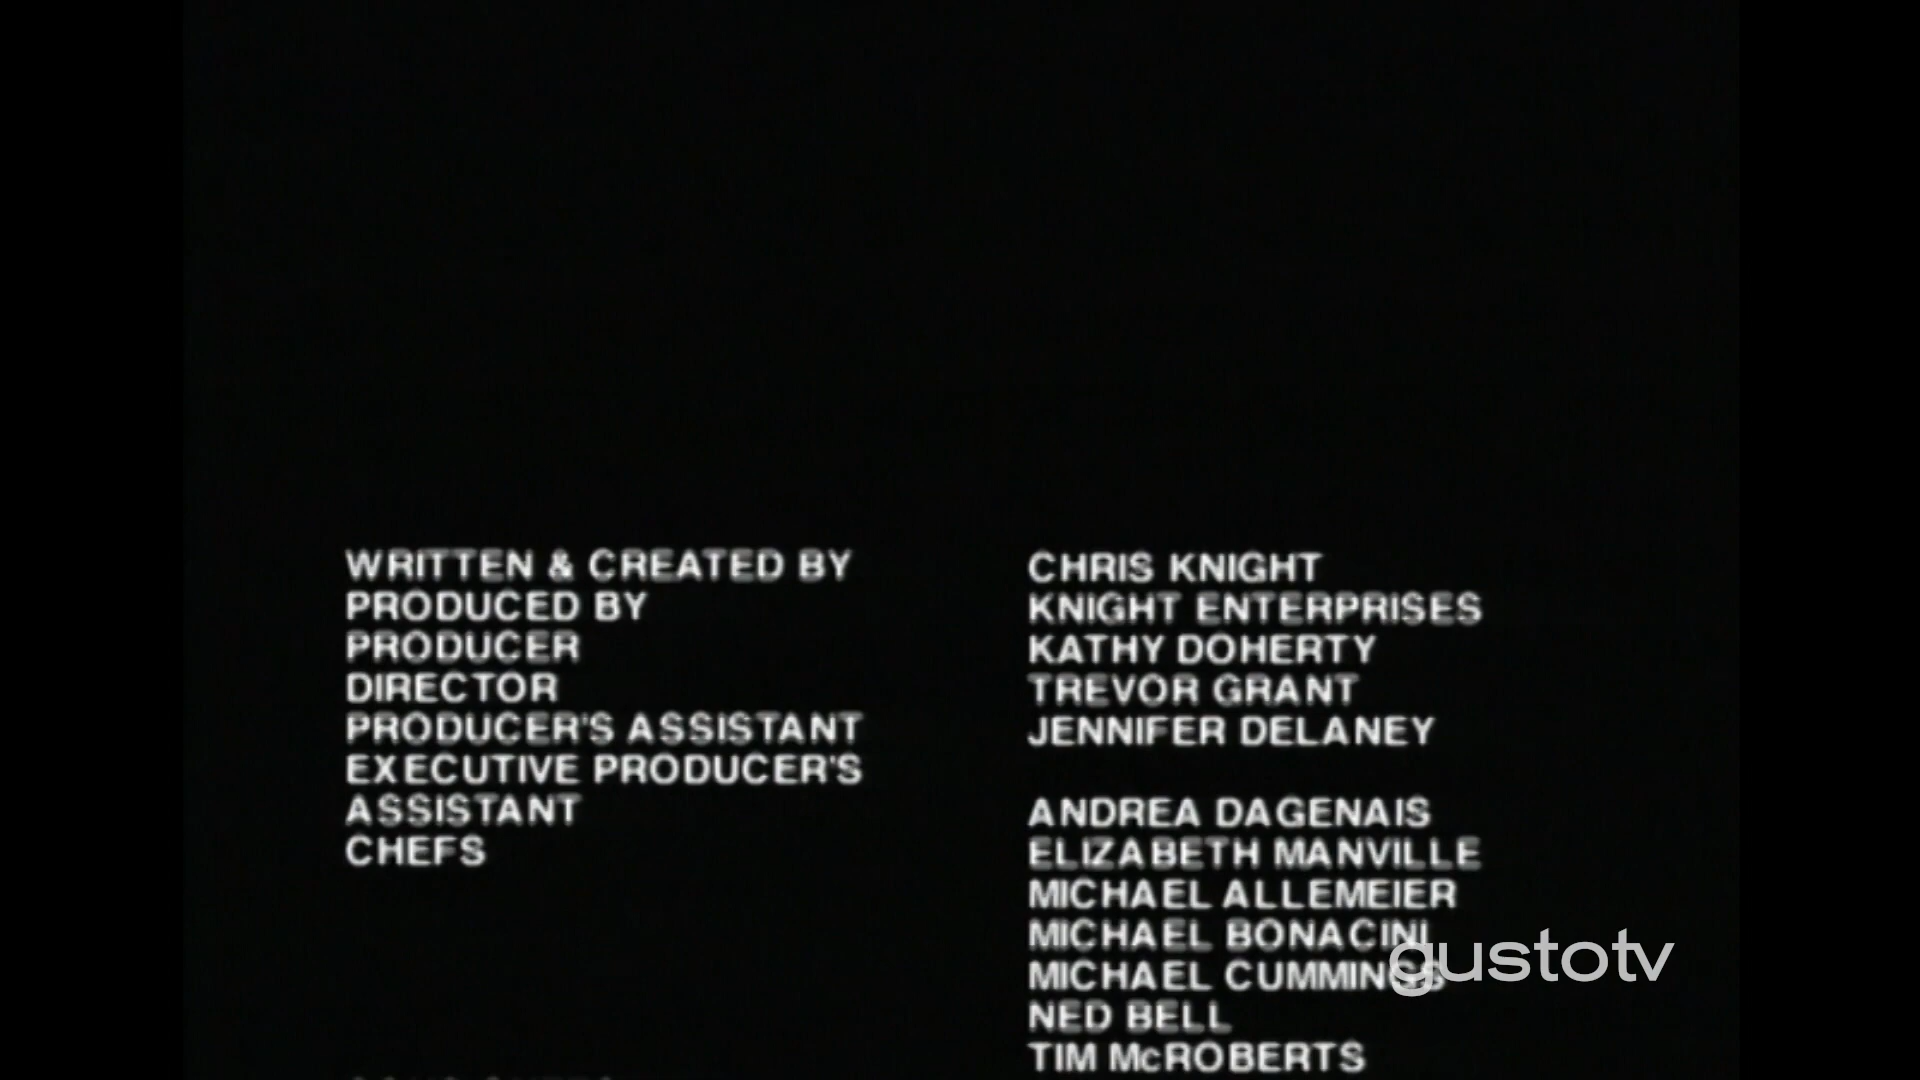 WRITTEN & CREATED BY CHRIS KNIGHT
PRODUCED BY KNIGHT ENTERPRISES
PRODUCER KATHY DOHERTY
DIRECTOR TREVOR GRANT
PRODUCER'S ASSISTANT JENNIFER DELANEY
EXECUTIVE PRODUCER'S
ASSISTANT ANDREA DAGENAIS
CHEFS ELIZABETH MANVILLE
MICHAEL ALLEMEIER
MICHAEL BONACINI
MICHAEL CUMMINGS
NED BELL
TIM McROBERTS
gustotv